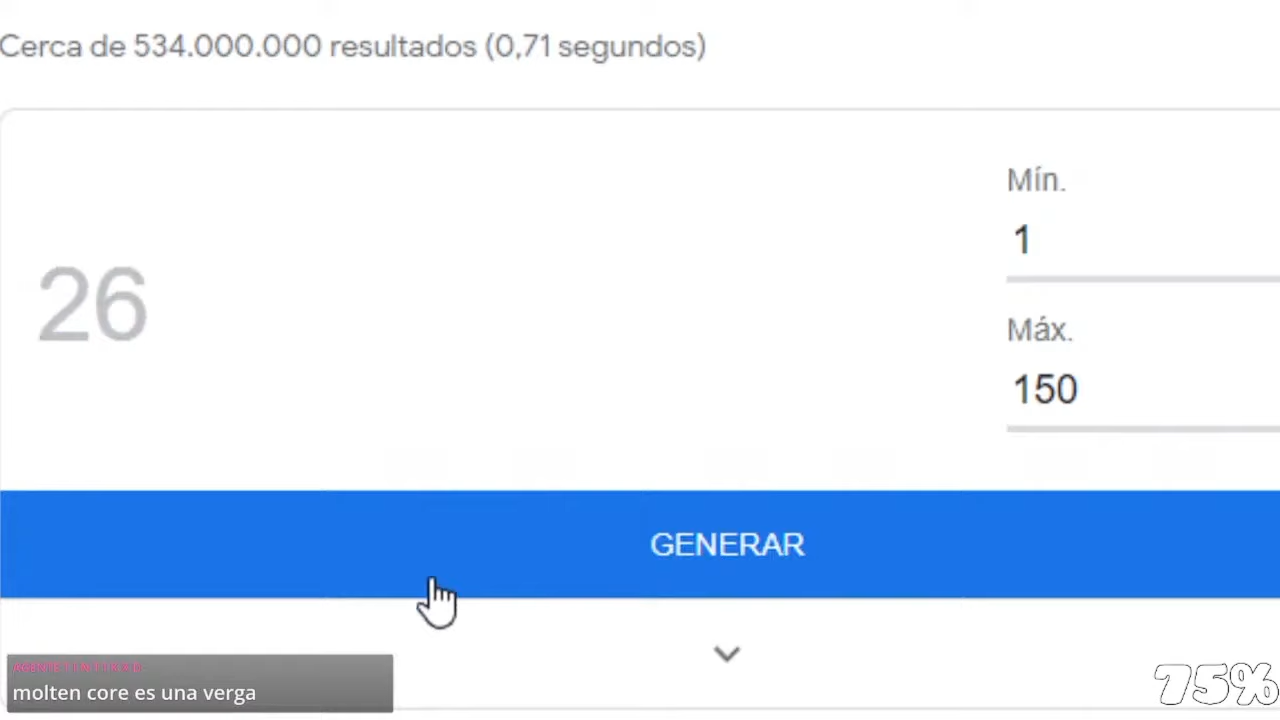 Cerca de 534.000.000 resultados (0,71 segundos)
Mín.
1
26
Máx.
150
GENERAR
molten core es una verga
75%